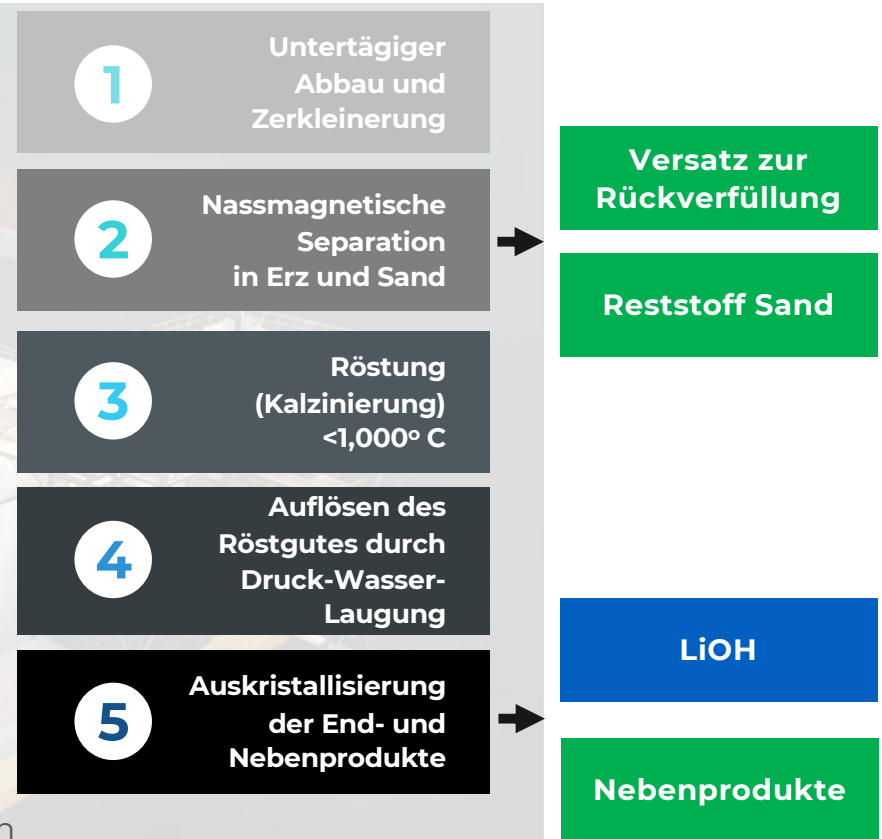 1
Untertägiger
Abbau und
Zerkleinerung
2
Nassmagnetische
Separation
in Erz und Sand
Versatz zur
Rückverfüllung
Reststoff Sand
3
Röstung
(Kalzinierung)
<1,000º C
4
Auflösen des
Röstgutes durch
Druck-Wasser-
Laugung
5
Auskristallisierung
der End- und
Nebenprodukte
LiOH
Nebenprodukte